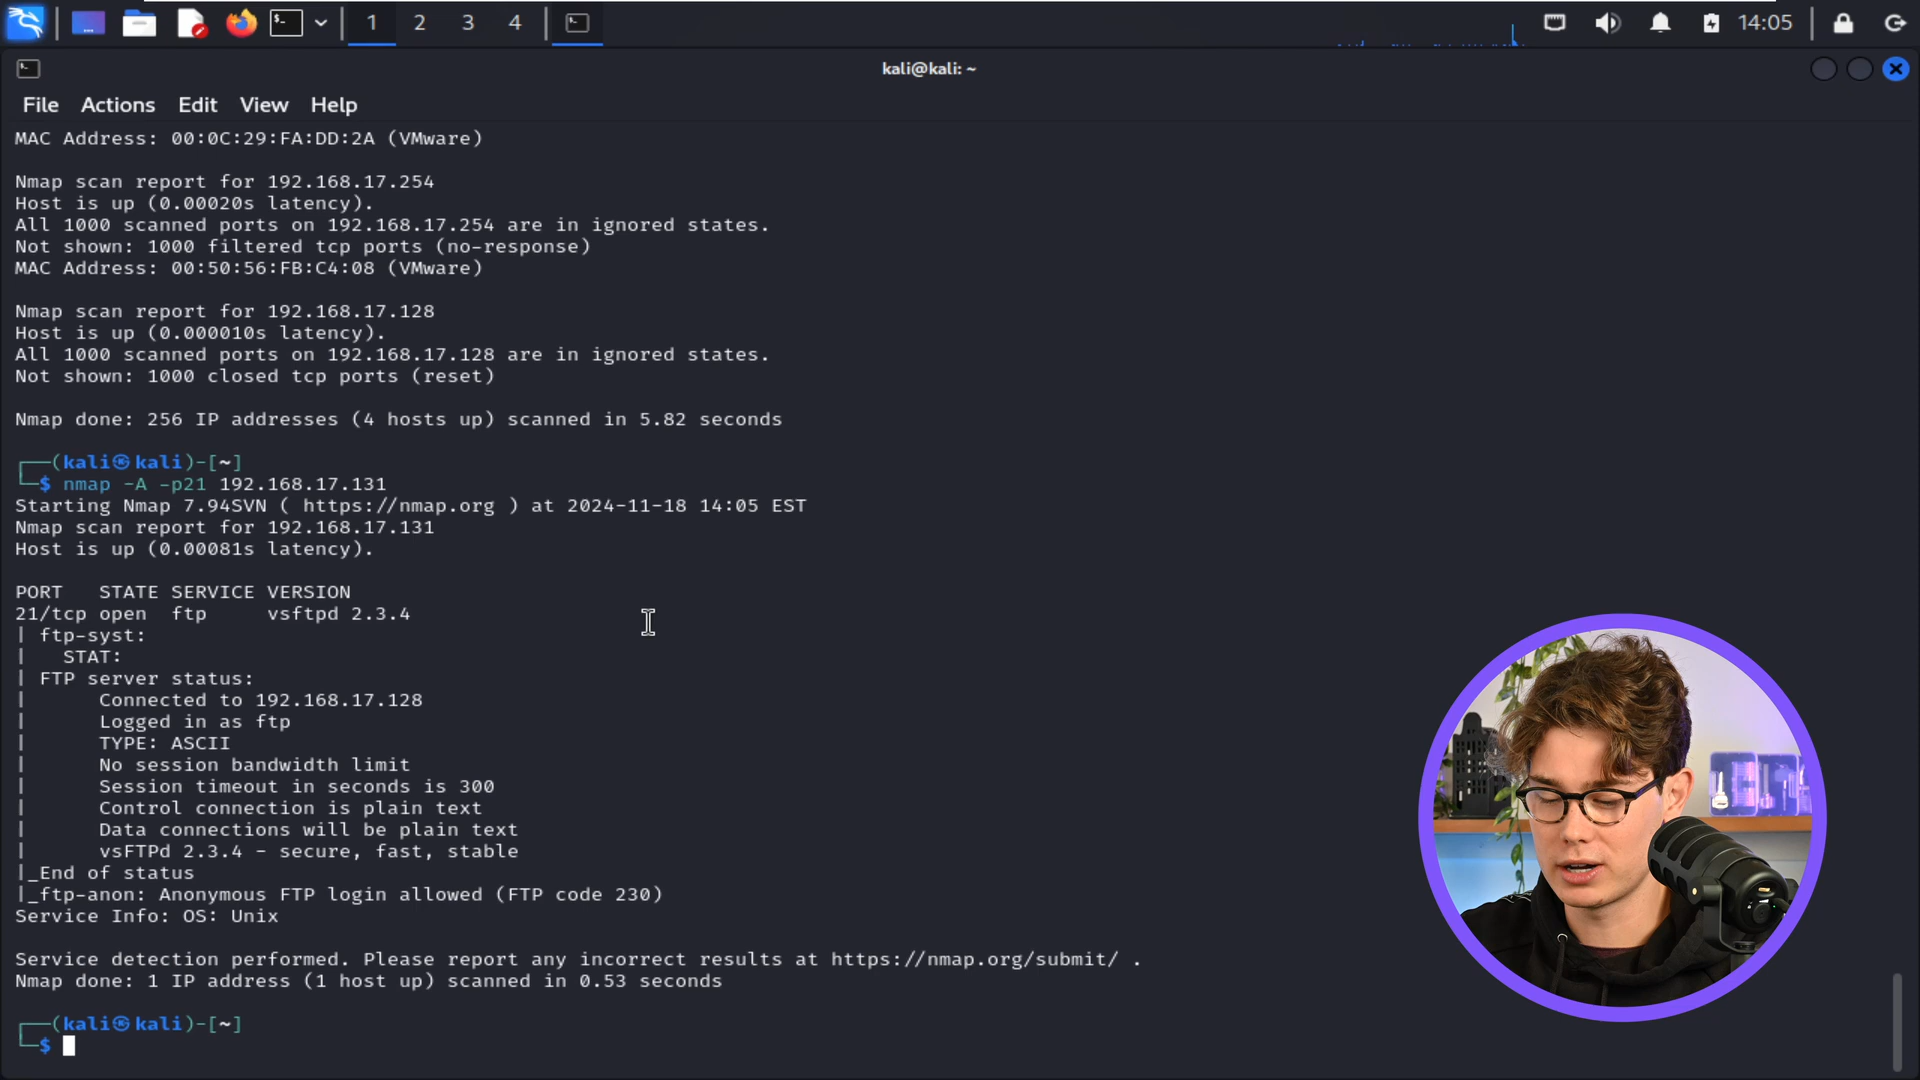 1 2 3 4 14:05
kali@kali: ~
File Actions Edit View Help
MAC Address: 00:0C:29:FA:DD:2A (VMware)
Nmap scan report for 192.168.17.254
Host is up (0.00020s latency).
All 1000 scanned ports on 192.168.17.254 are in ignored states.
Not shown: 1000 filtered tcp ports (no-response)
MAC Address: 00:50:56:FB:C4:08 (VMware)
Nmap scan report for 192.168.17.128
Host is up (0.000010s latency).
All 1000 scanned ports on 192.168.17.128 are in ignored states.
Not shown: 1000 closed tcp ports (reset)
Nmap done: 256 IP addresses (4 hosts up) scanned in 5.82 seconds
┌──(kali㉿kali)-[~]
└─$ nmap -A -p21 192.168.17.131
Starting Nmap 7.94SVN ( https://nmap.org ) at 2024-11-18 14:05 EST
Nmap scan report for 192.168.17.131
Host is up (0.00081s latency).
PORT   STATE SERVICE VERSION
21/tcp open  ftp     vsftpd 2.3.4
| ftp-syst:
|   STAT:
| FTP server status:
|      Connected to 192.168.17.128
|      Logged in as ftp
|      TYPE: ASCII
|      No session bandwidth limit
|      Session timeout in seconds is 300
|      Control connection is plain text
|      Data connections will be plain text
|      vsFTPd 2.3.4 - secure, fast, stable
|_End of status
|_ftp-anon: Anonymous FTP login allowed (FTP code 230)
Service Info: OS: Unix
Service detection performed. Please report any incorrect results at https://nmap.org/submit/ .
Nmap done: 1 IP address (1 host up) scanned in 0.53 seconds
┌──(kali㉿kali)-[~]
└─$